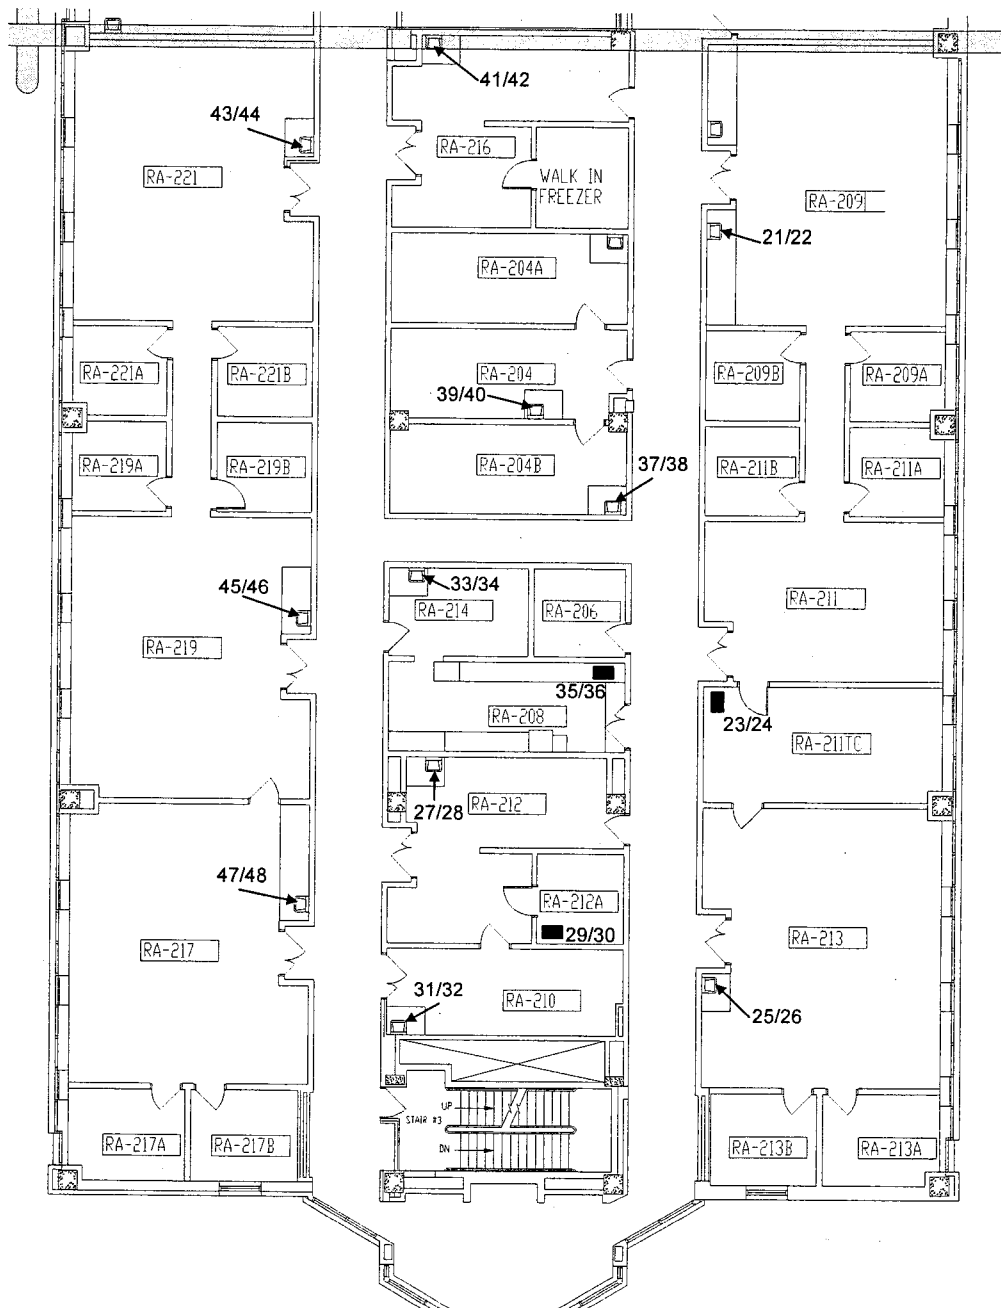 41/42
43/44
RA-216
RA-221
WALK IN
FREEZER
RA-209
21/22
RA-204A
RA-221A
RA-221B
RA-204
RA-209B
RA-209A
39/40
RA-219A
RA-219B
RA-204B
37/38
RA-211B
RA-211A
45/46
33/34
RA-214
RA-206
RA-211
RA-219
35/36
RA-208
23/24
RA-211TC
27/28
RA-212
47/48
RA-212A
29/30
RA-217
RA-213
31/32
RA-210
25/26
UP
STAIR #3
DN
RA-217A
RA-217B
RA-213B
RA-213A